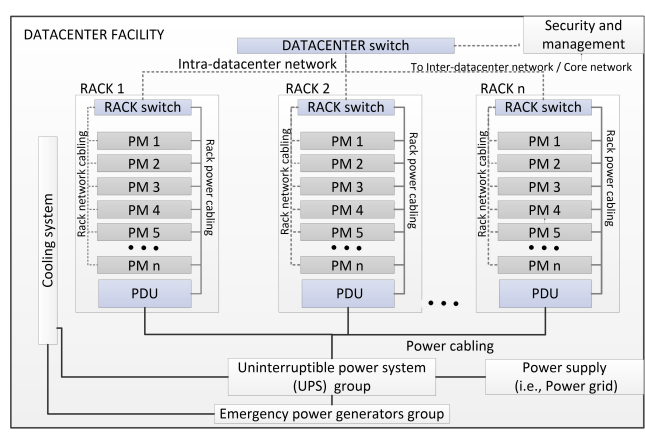 DATACENTER FACILITY
Security and
management
DATACENTER switch
Intra-datacenter network
To Inter-datacenter network / Core network
RACK 1
RACK switch
Rack network cabling
Rack power cabling
PM 1
PM 2
PM 3
PM 4
PM 5
• • •
PM n
PDU
RACK 2
RACK switch
Rack network cabling
Rack power cabling
PM 1
PM 2
PM 3
PM 4
PM 5
• • •
PM n
PDU
• • •
RACK n
RACK switch
Rack network cabling
Rack power cabling
PM 1
PM 2
PM 3
PM 4
PM 5
• • •
PM n
PDU
Cooling system
Power cabling
Uninterruptible power system
(UPS) group
Power supply
(i.e., Power grid)
Emergency power generators group